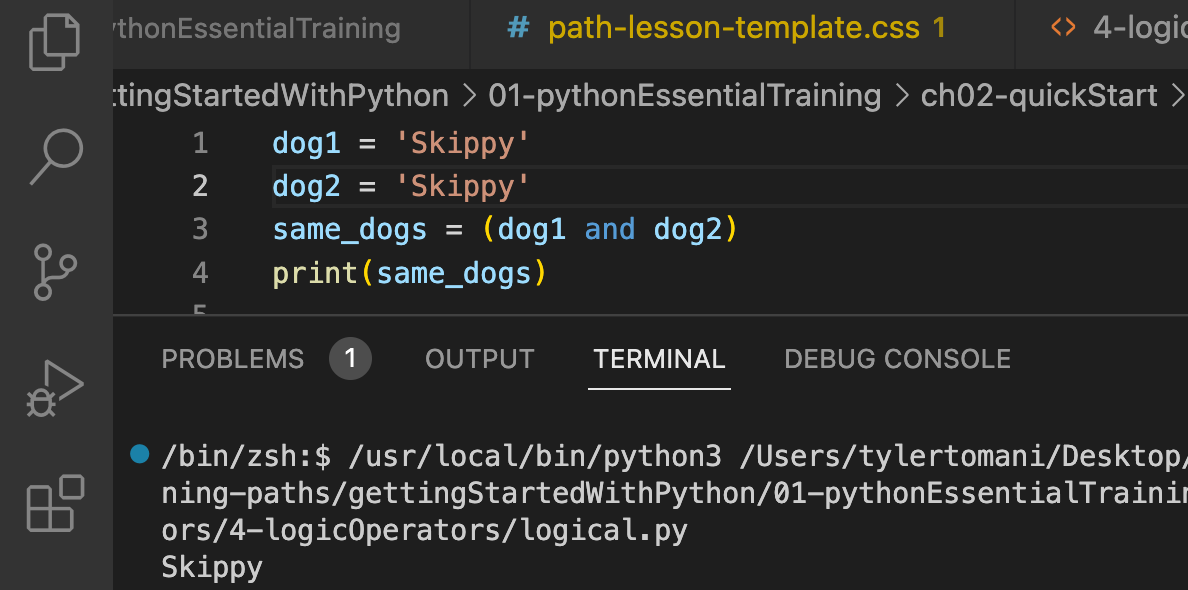 thonEssentialTraining # path-lesson-template.css 1 <> 4-logic
ttingStartedWithPython > 01-pythonEssentialTraining > ch02-quickStart >
1 dog1 = 'Skippy'
2 dog2 = 'Skippy'
3 same_dogs = (dog1 and dog2)
4 print(same_dogs)
5
PROBLEMS 1 OUTPUT TERMINAL DEBUG CONSOLE
/bin/zsh:$ /usr/local/bin/python3 /Users/tylertomani/Desktop/
ning-paths/gettingStartedWithPython/01-pythonEssentialTrainin
ors/4-logicOperators/logical.py
Skippy